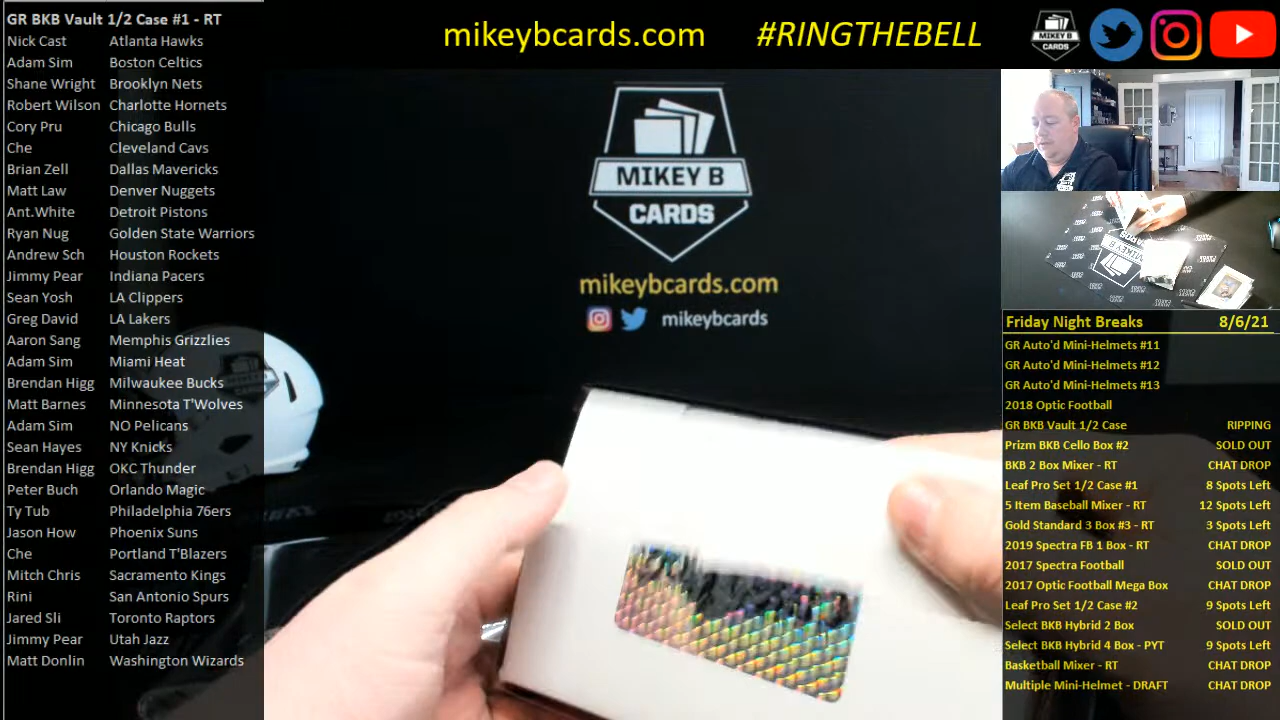 GR BKB Vault 1/2 Case #1 - RT
Nick Cast Atlanta Hawks
Adam Sim Boston Celtics
Shane Wright Brooklyn Nets
Robert Wilson Charlotte Hornets
Cory Pru Chicago Bulls
Che Cleveland Cavs
Brian Zell Dallas Mavericks
Matt Law Denver Nuggets
Ant.White Detroit Pistons
Ryan Nug Golden State Warriors
Andrew Sch Houston Rockets
Jimmy Pear Indiana Pacers
Sean Yosh LA Clippers
Greg David LA Lakers
Aaron Sang Memphis Grizzlies
Adam Sim Miami Heat
Brendan Higg Milwaukee Bucks
Matt Barnes Minnesota T'Wolves
Adam Sim NO Pelicans
Sean Hayes NY Knicks
Brendan Higg OKC Thunder
Peter Buch Orlando Magic
Ty Tub Philadelphia 76ers
Jason How Phoenix Suns
Che Portland T'Blazers
Mitch Chris Sacramento Kings
Rini San Antonio Spurs
Jared Sli Toronto Raptors
Jimmy Pear Utah Jazz
Matt Donlin Washington Wizards
mikeybcards.com #RINGTHEBELL
MIKEY B
CARDS
MIKEY B
CARDS
mikeybcards.com
mikeybcards
MIKEY B
CARDS
Friday Night Breaks 8/6/21
GR Auto'd Mini-Helmets #11
GR Auto'd Mini-Helmets #12
GR Auto'd Mini-Helmets #13
2018 Optic Football
GR BKB Vault 1/2 Case RIPPING
Prizm BKB Cello Box #2 SOLD OUT
BKB 2 Box Mixer - RT CHAT DROP
Leaf Pro Set 1/2 Case #1 8 Spots Left
5 Item Baseball Mixer - RT 12 Spots Left
Gold Standard 3 Box #3 - RT 3 Spots Left
2019 Spectra FB 1 Box - RT CHAT DROP
2017 Spectra Football SOLD OUT
2017 Optic Football Mega Box CHAT DROP
Leaf Pro Set 1/2 Case #2 9 Spots Left
Select BKB Hybrid 2 Box SOLD OUT
Select BKB Hybrid 4 Box - PYT 9 Spots Left
Basketball Mixer - RT CHAT DROP
Multiple Mini-Helmet - DRAFT CHAT DROP